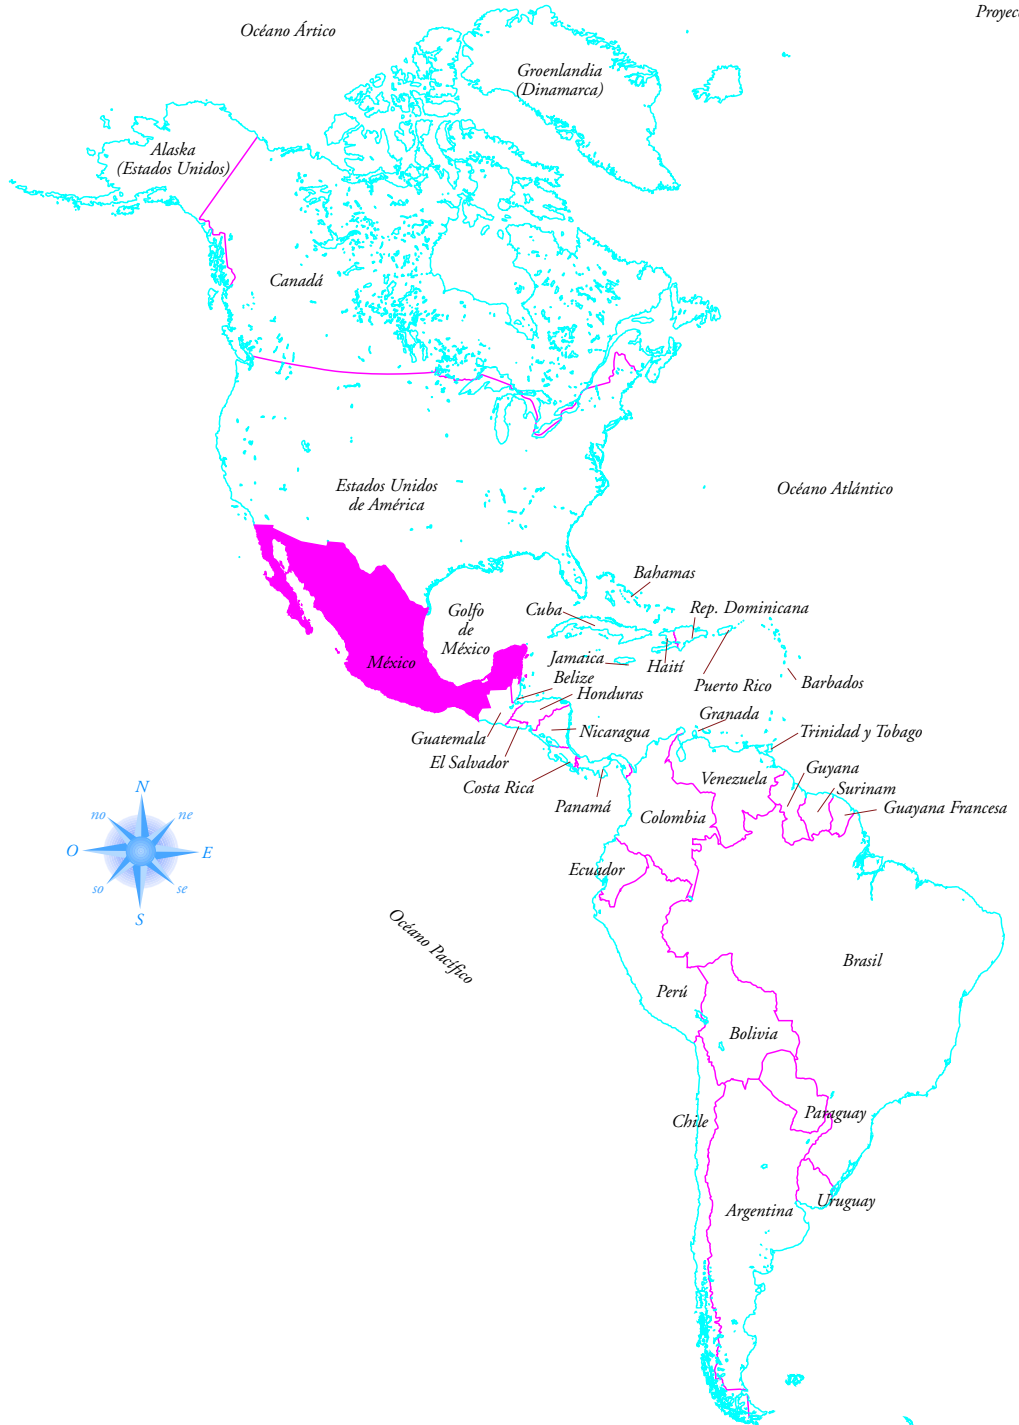 Océano Ártico
Groenlandia
(Dinamarca)
Alaska
(Estados Unidos)
Canadá
Estados Unidos
de América
Océano Atlántico
Bahamas
Cuba
Rep. Dominicana
Golfo
de
México
México
Jamaica
Haití
Belize
Puerto Rico
Barbados
Honduras
Granada
Guatemala
Nicaragua
Trinidad y Tobago
El Salvador
Costa Rica
Guyana
Venezuela
Surinam
Panamá
Guayana Francesa
Colombia
N
no
ne
O
E
so
se
S
Ecuador
Océano Pacífico
Brasil
Perú
Bolivia
Paraguay
Chile
Uruguay
Argentina